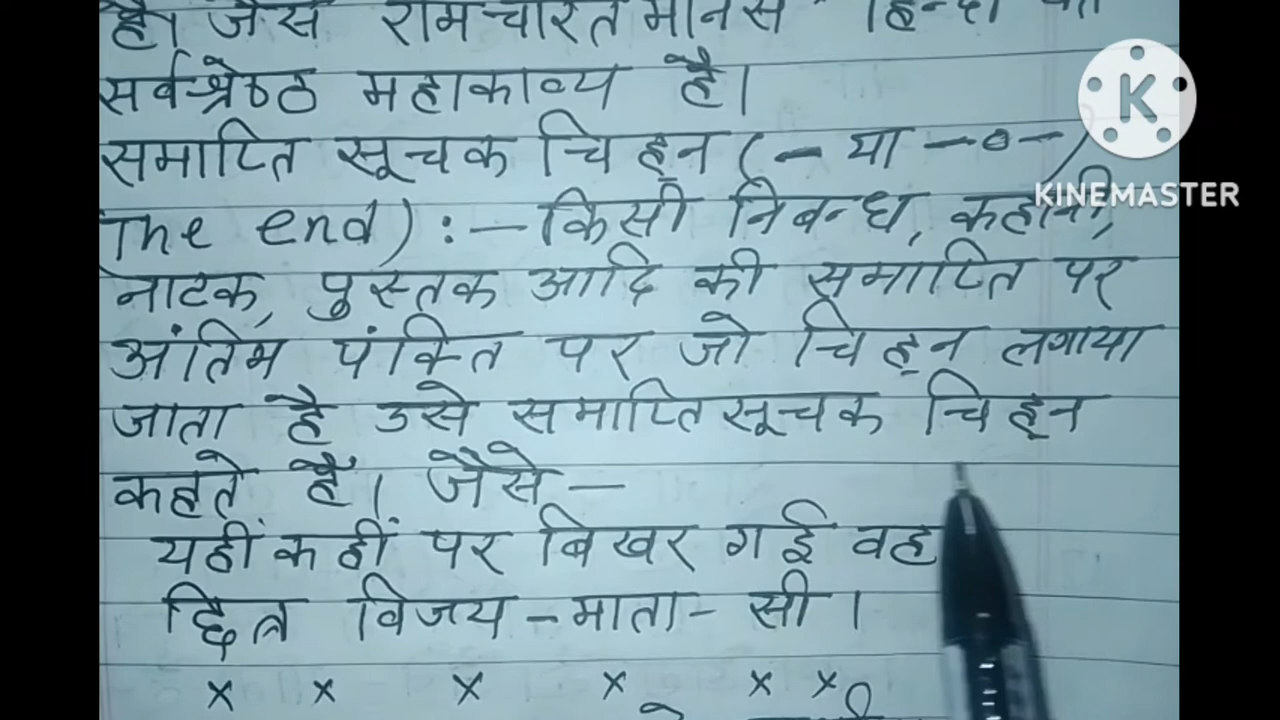 है। जैसे रामचरितमानस हिन्दी का
सर्वश्रेष्ठ महाकाव्य है।
समाप्ति सूचक चिह्न (- या -०-)
The end) :- किसी निबन्ध, कहानी,
नाटक, पुस्तक आदि की समाप्ति पर
अंतिम पंक्ति पर जो चिह्न लगाया
जाता है उसे समाप्ति सूचक चिह्न
कहते हैं। जैसे —
यहीं कहीं पर बिखर गई वह
छित्न विजय - माता - सी।
x x x x x x
K
KINEMASTER